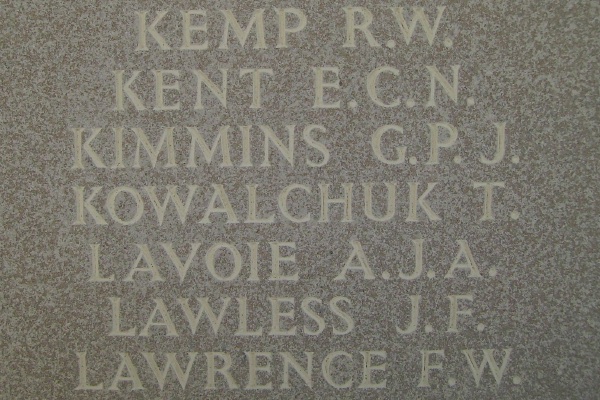 KEMP R.W.
KENT E.C.N.
KIMMINS G.P.J.
KOWALCHUK T.
LAVOIE A.J.A.
LAWLESS J.F.
LAWRENCE F.W.